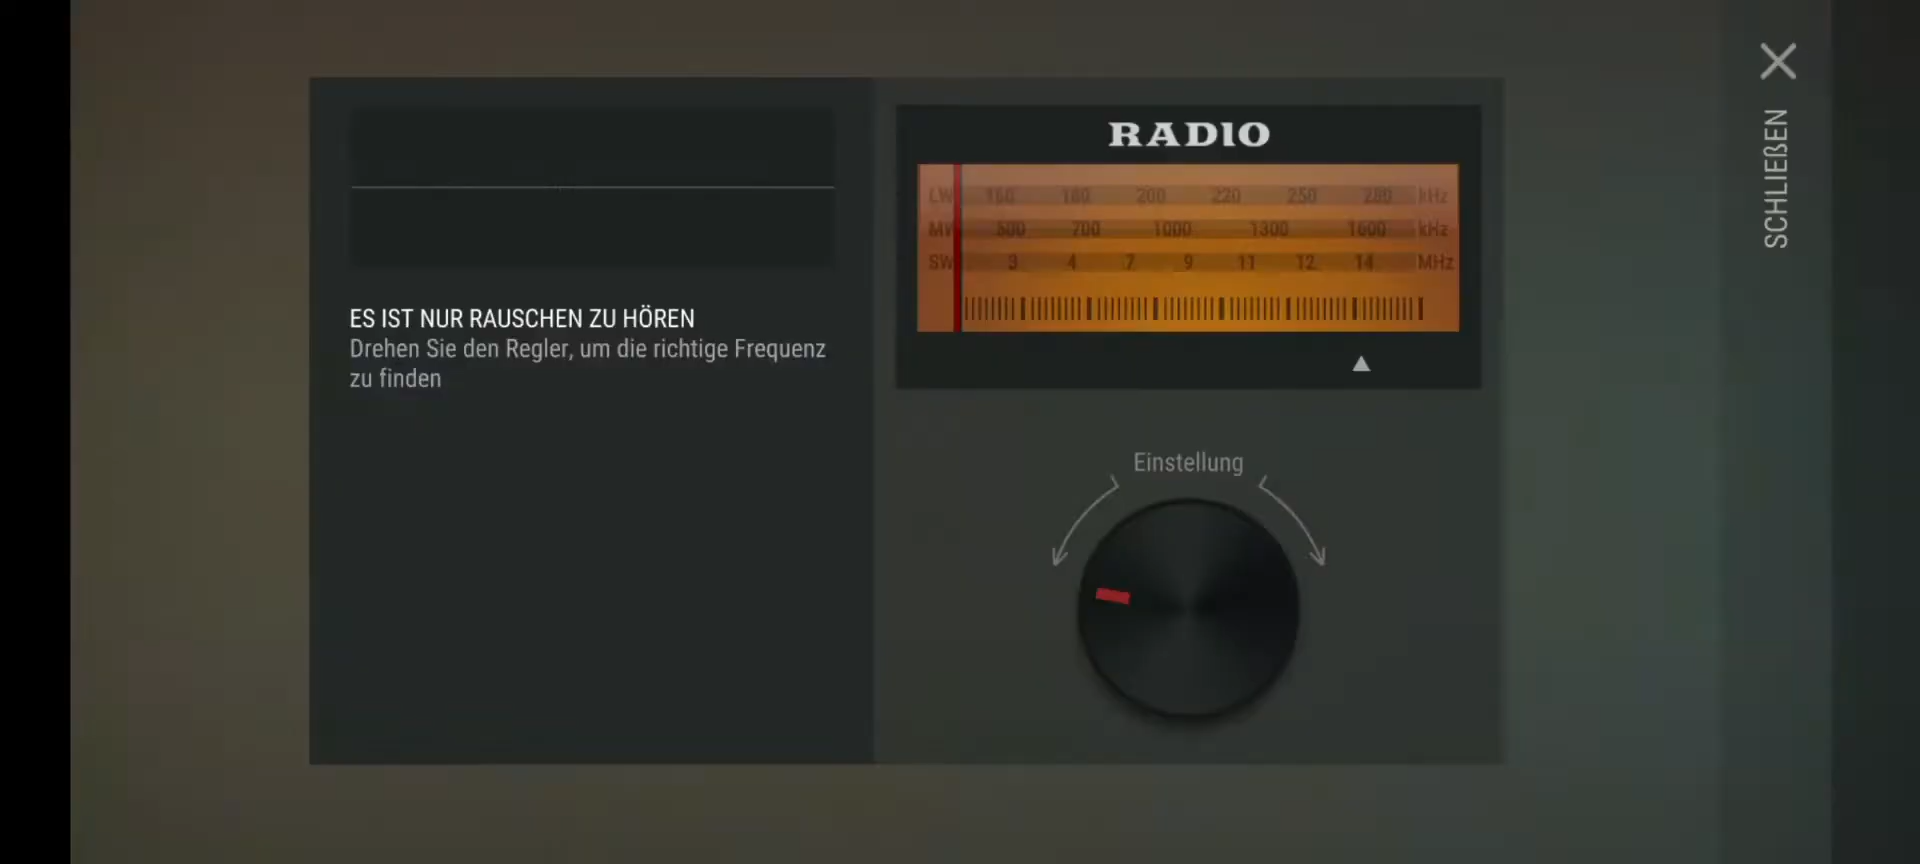 SCHLIEßEN
RADIO
LW 160 180 200 220 250 280 kHz
MW 500 700 1000 1300 1600 kHz
SW 3 4 7 9 11 12 14 MHz
ES IST NUR RAUSCHEN ZU HÖREN
Drehen Sie den Regler, um die richtige Frequenz
zu finden
Einstellung